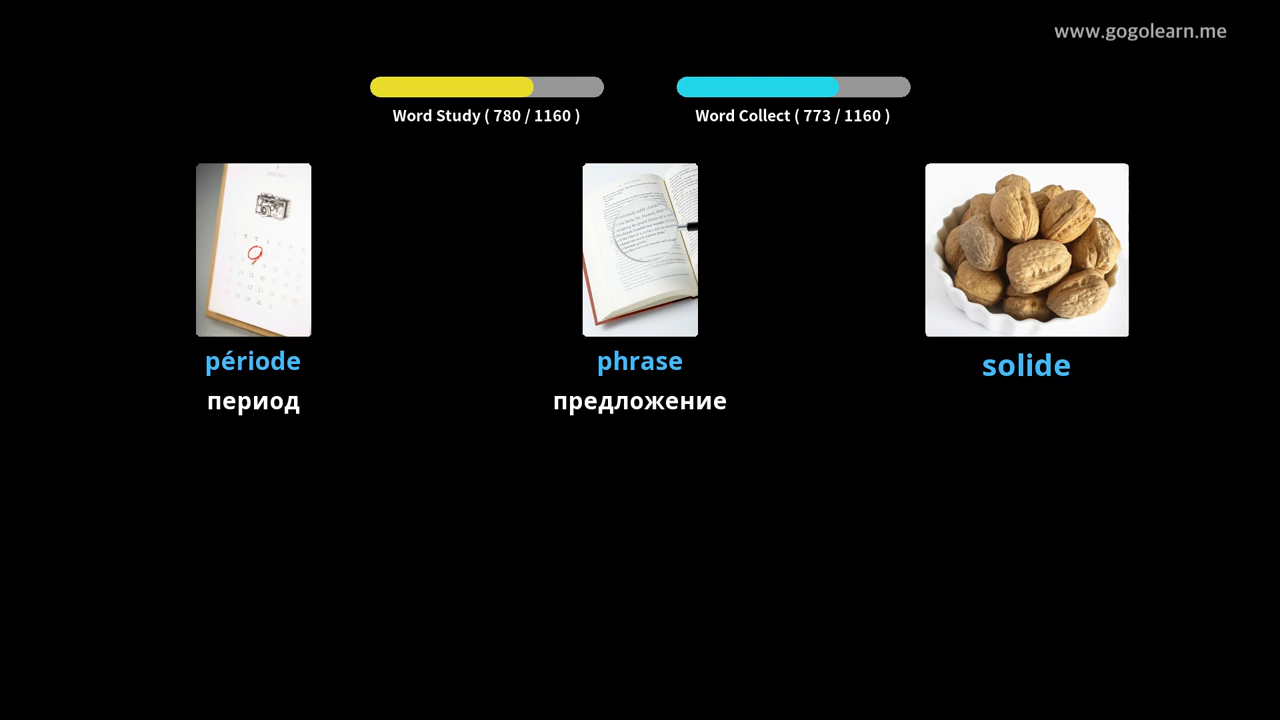 www.gogolearn.me
Word Study ( 780 / 1160 )
Word Collect ( 773 / 1160 )
période
phrase
solide
период
предложение